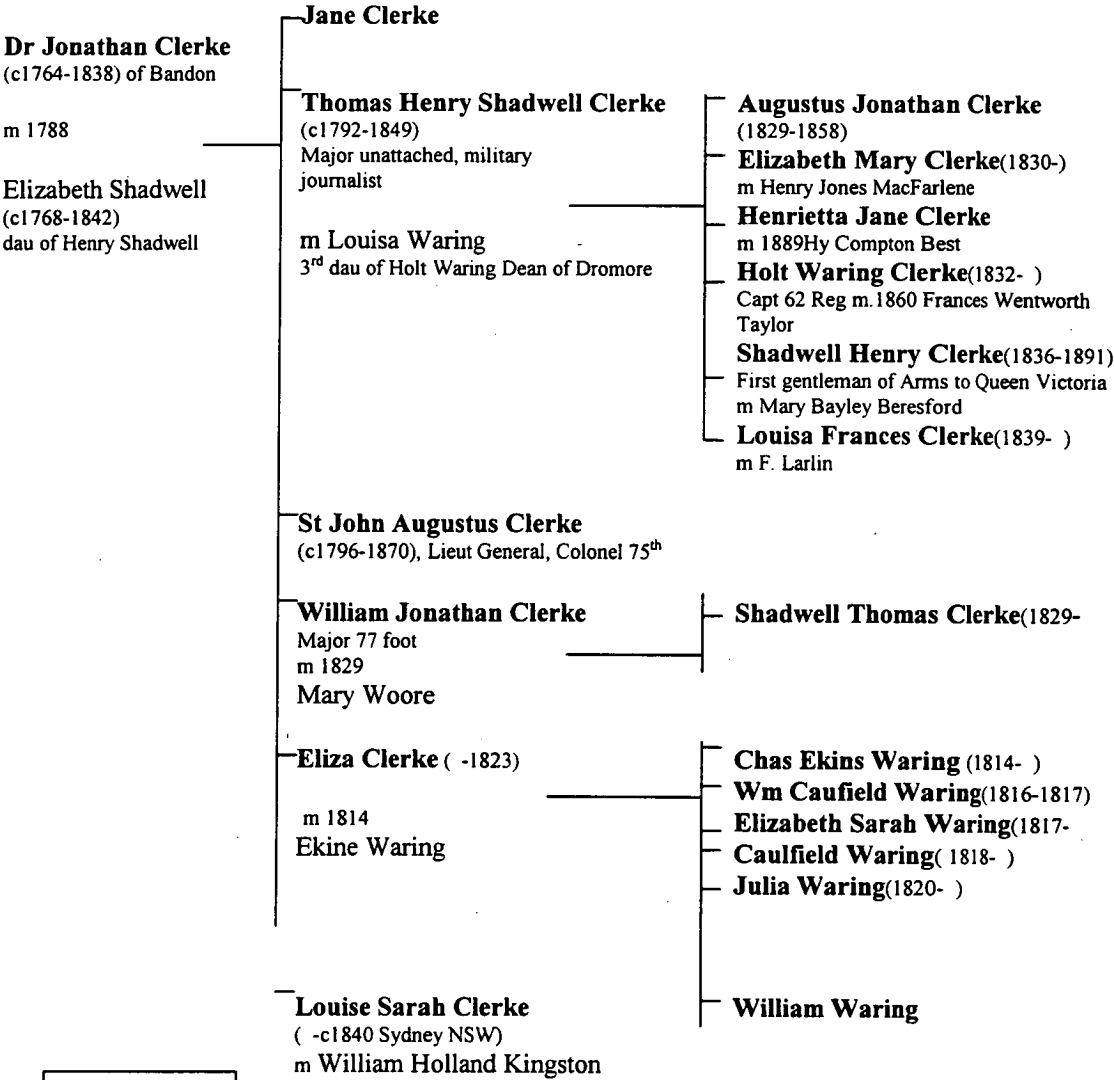 Jane Clerke
Dr Jonathan Clerke
(c1764-1838) of Bandon
m 1788
Elizabeth Shadwell
(c1768-1842)
dau of Henry Shadwell
Thomas Henry Shadwell Clerke
(c1792-1849)
Major unattached, military
journalist
m Louisa Waring
3rd dau of Holt Waring Dean of Dromore
Augustus Jonathan Clerke
(1829-1858)
Elizabeth Mary Clerke(1830-)
m Henry Jones MacFarlene
Henrietta Jane Clerke
m 1889Hy Compton Best
Holt Waring Clerke(1832- )
Capt 62 Reg m.1860 Frances Wentworth
Taylor
Shadwell Henry Clerke(1836-1891)
First gentleman of Arms to Queen Victoria
m Mary Bayley Beresford
Louisa Frances Clerke(1839- )
m F. Larlin
St John Augustus Clerke
(c1796-1870), Lieut General, Colonel 75th
William Jonathan Clerke
Major 77 foot
m 1829
Mary Woore
Shadwell Thomas Clerke(1829-
Eliza Clerke ( -1823)
m 1814
Ekine Waring
Chas Ekins Waring (1814- )
Wm Caufield Waring(1816-1817)
Elizabeth Sarah Waring(1817-
Caulfield Waring( 1818- )
Julia Waring(1820- )
William Waring
Louise Sarah Clerke
( -c1840 Sydney NSW)
m William Holland Kingston